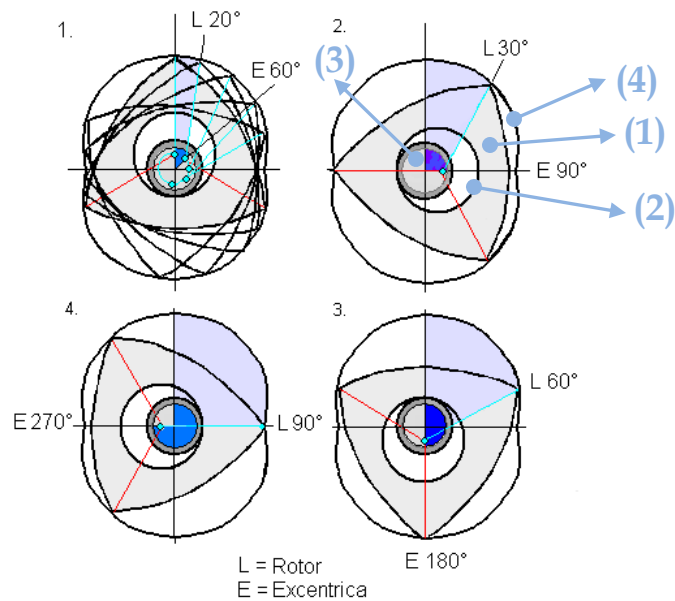 1.
L 20°
E 60°
2.
L 30°
(3)
(4)
(1)
E 90°
(2)
4.
E 270°
L 90°
3.
L 60°
E 180°
L = Rotor
E = Excentrica